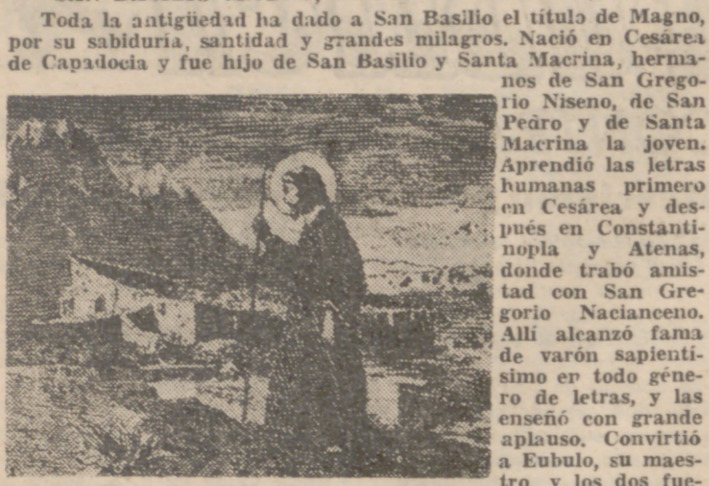 Toda la antigüedad ha dado a San Basilio el título de Magno,
por su sabiduría, santidad y grandes milagros. Nació en Cesárea
de Capadocia y fue hijo de San Basilio y Santa Macrina, herma-
nos de San Grego-
rio Niseno, de San
Pedro y de Santa
Macrina la joven.
Aprendió las letras
humanas primero
en Cesárea y des-
pués en Constanti-
nopla y Atenas,
donde trabó amis-
tad con San Gre-
gorio Nacianceno.
Allí alcanzó fama
de varón sapientí-
simo en todo géne-
ro de letras, y las
enseñó con grande
aplauso. Convirtió
a Eubulo, su maes-
tro, y los dos fue-